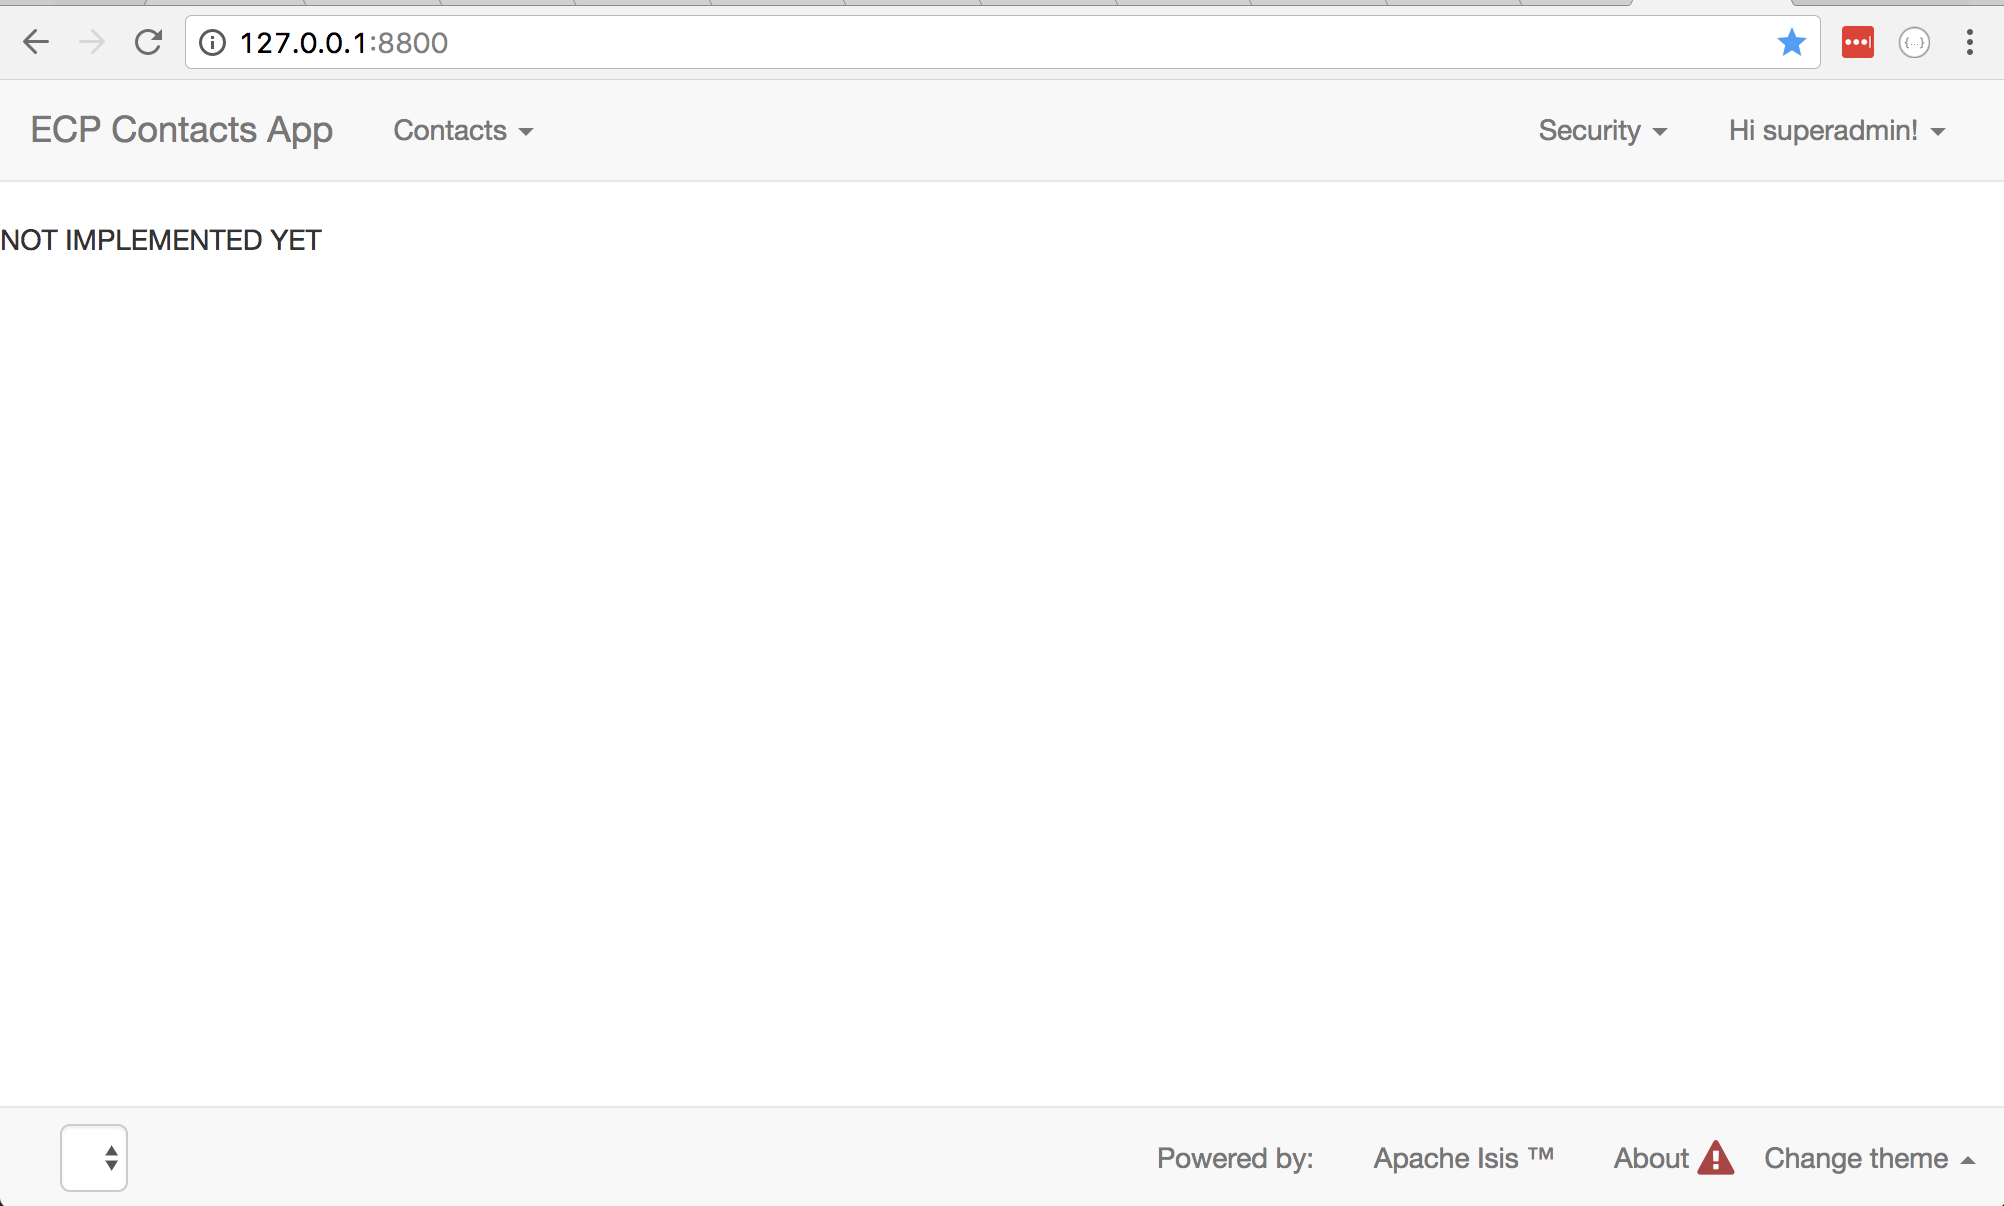 127.0.0.1:8800
ECP Contacts App Contacts Security Hi superadmin!
NOT IMPLEMENTED YET
Powered by: Apache Isis ™ About Change theme